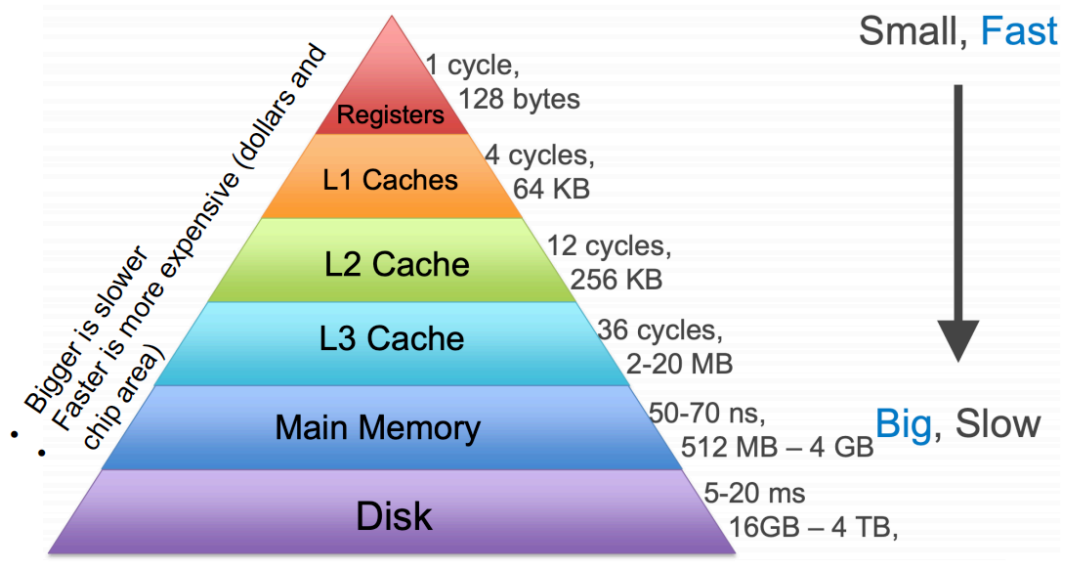 Small, Fast
1 cycle,
128 bytes
Registers
4 cycles,
64 KB
L1 Caches
12 cycles,
256 KB
L2 Cache
36 cycles,
2-20 MB
L3 Cache
50-70 ns,
512 MB – 4 GB
Main Memory
Big, Slow
5-20 ms
16GB – 4 TB,
Disk
• Bigger is slower
• Faster is more expensive (dollars and
chip area)